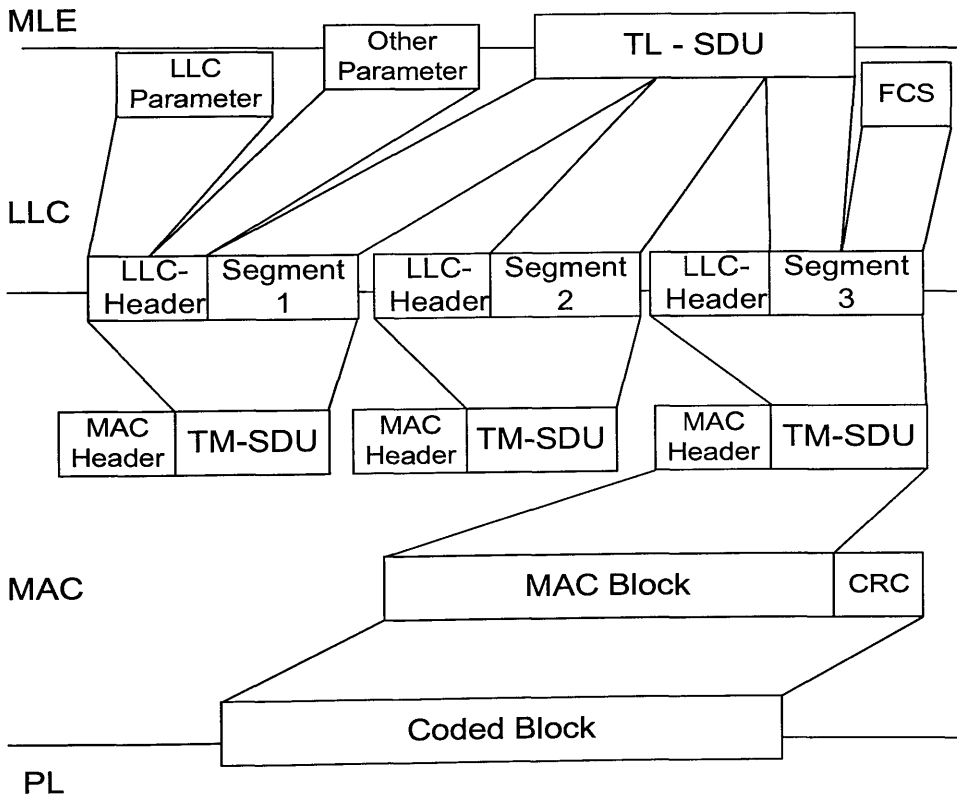 MLE
LLC
Parameter
Other
Parameter
TL - SDU
FCS
LLC
LLC-
Header
Segment
1
LLC-
Header
Segment
2
LLC-
Header
Segment
3
MAC
Header
TM-SDU
MAC
Header
TM-SDU
MAC
Header
TM-SDU
MAC
MAC Block
CRC
Coded Block
PL